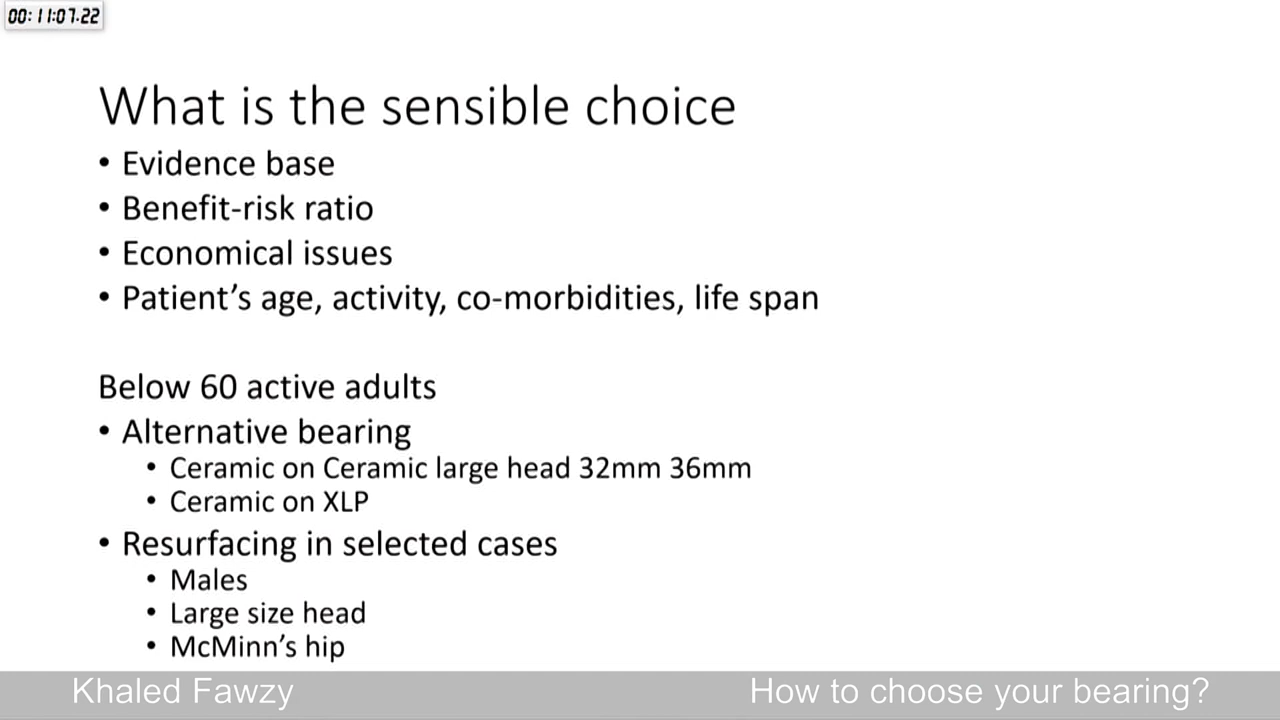 00:11:07.22
What is the sensible choice
• Evidence base
• Benefit-risk ratio
• Economical issues
• Patient’s age, activity, co-morbidities, life span
Below 60 active adults
• Alternative bearing
• Ceramic on Ceramic large head 32mm 36mm
• Ceramic on XLP
• Resurfacing in selected cases
• Males
• Large size head
• McMinn’s hip
Khaled Fawzy
How to choose your bearing?